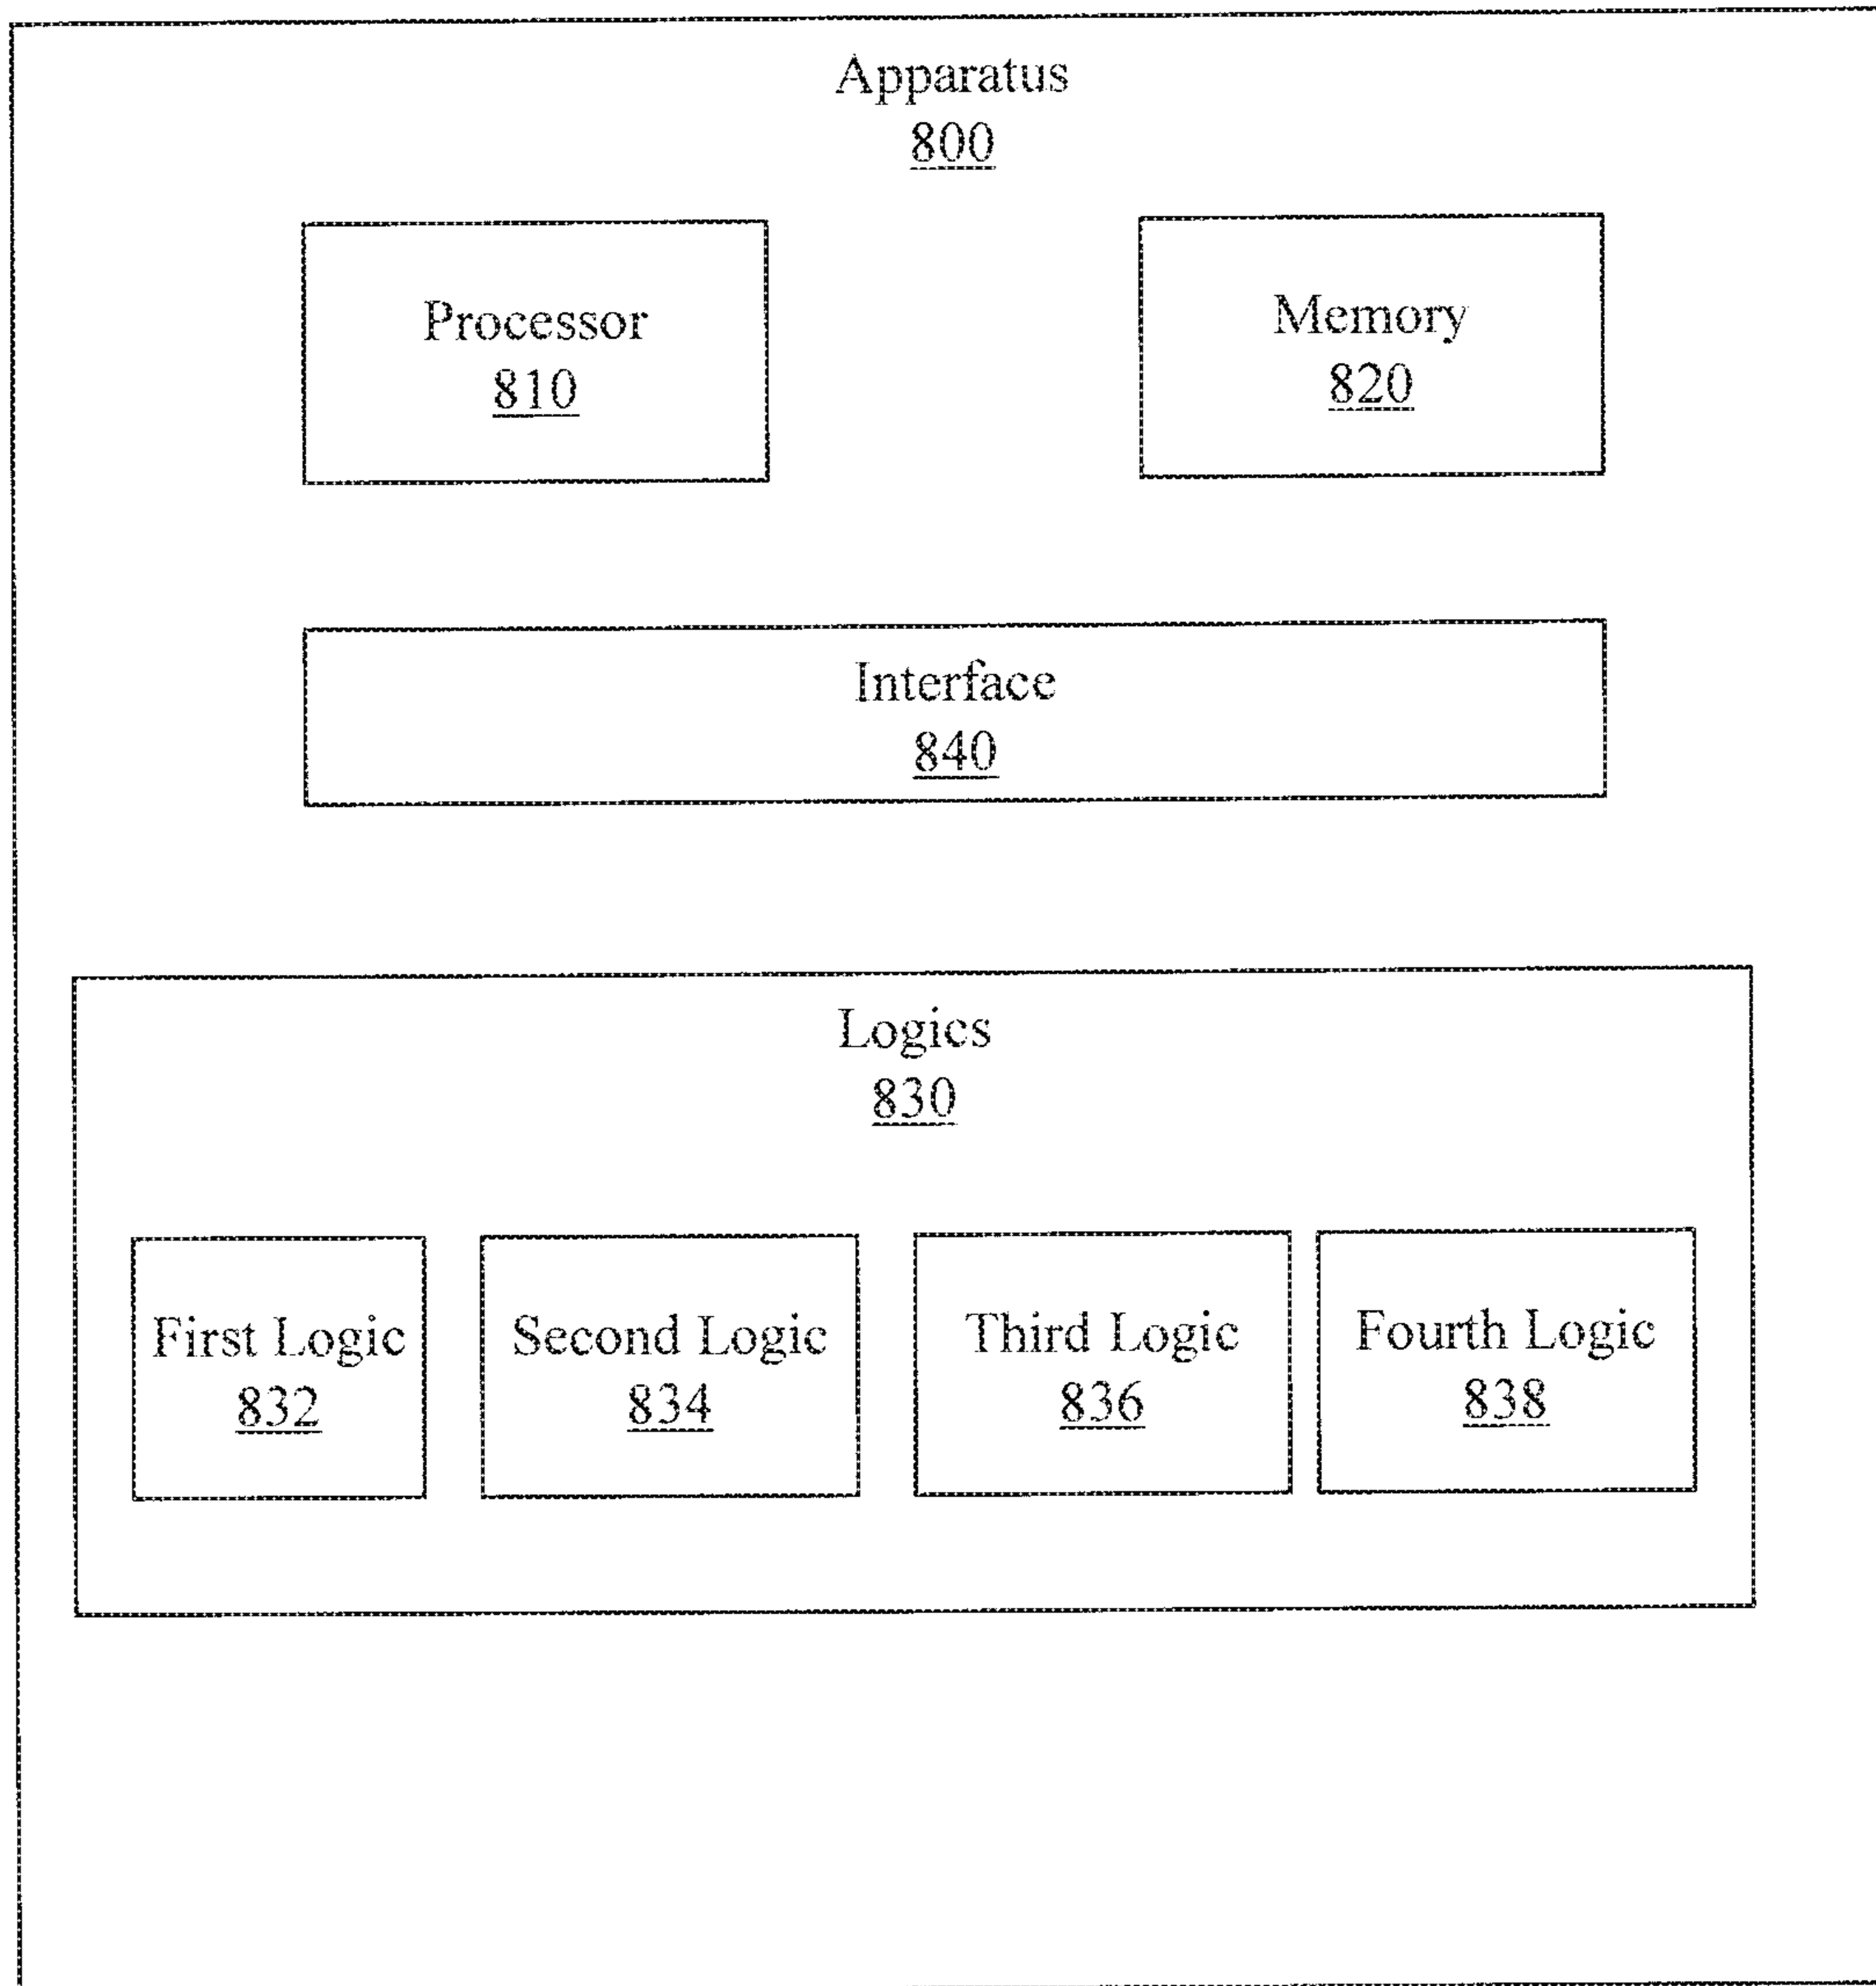 Apparatus
800
Processor
810
Memory
820
Interface
840
Logics
830
First Logic
832
Second Logic
834
Third Logic
836
Fourth Logic
838